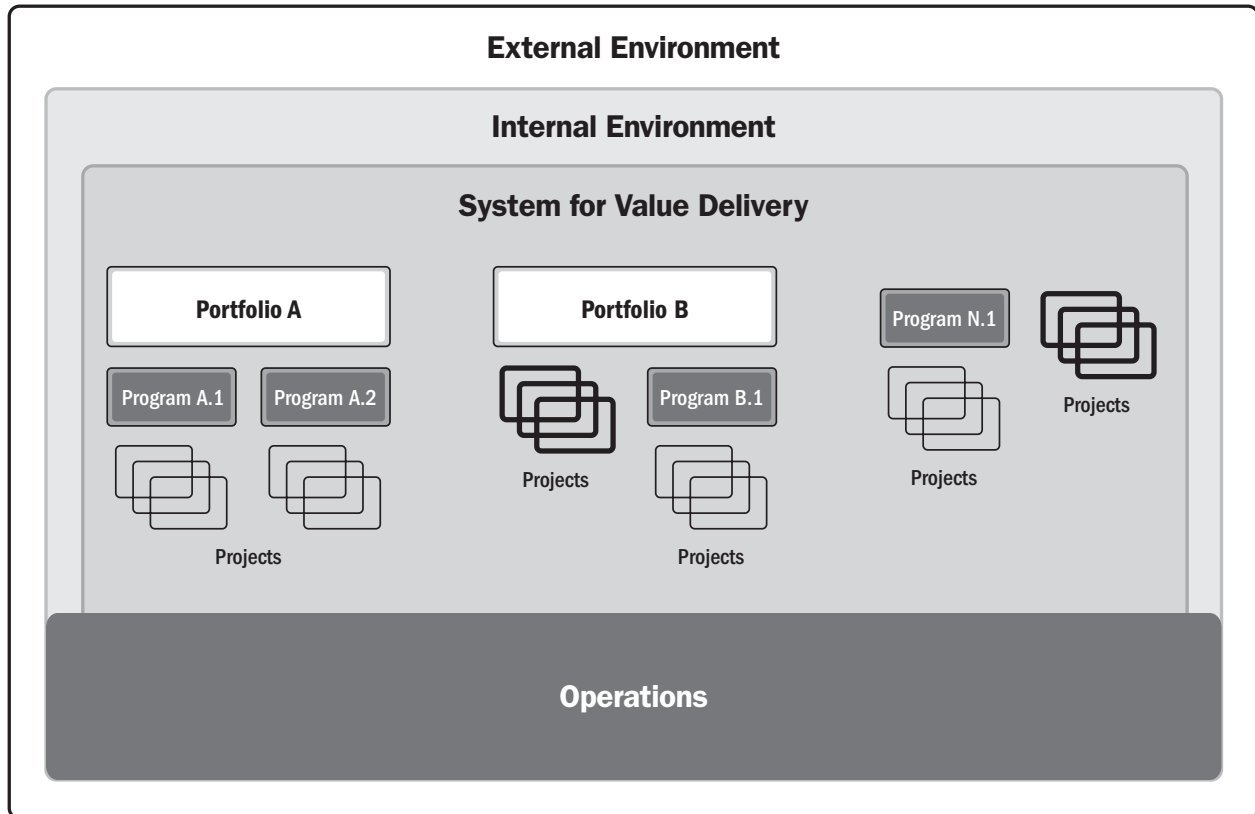 External Environment
Internal Environment
System for Value Delivery
Portfolio A
Portfolio B
Program N.1
Projects
Program A.1
Program A.2
Program B.1
Projects
Projects
Projects
Projects
Operations